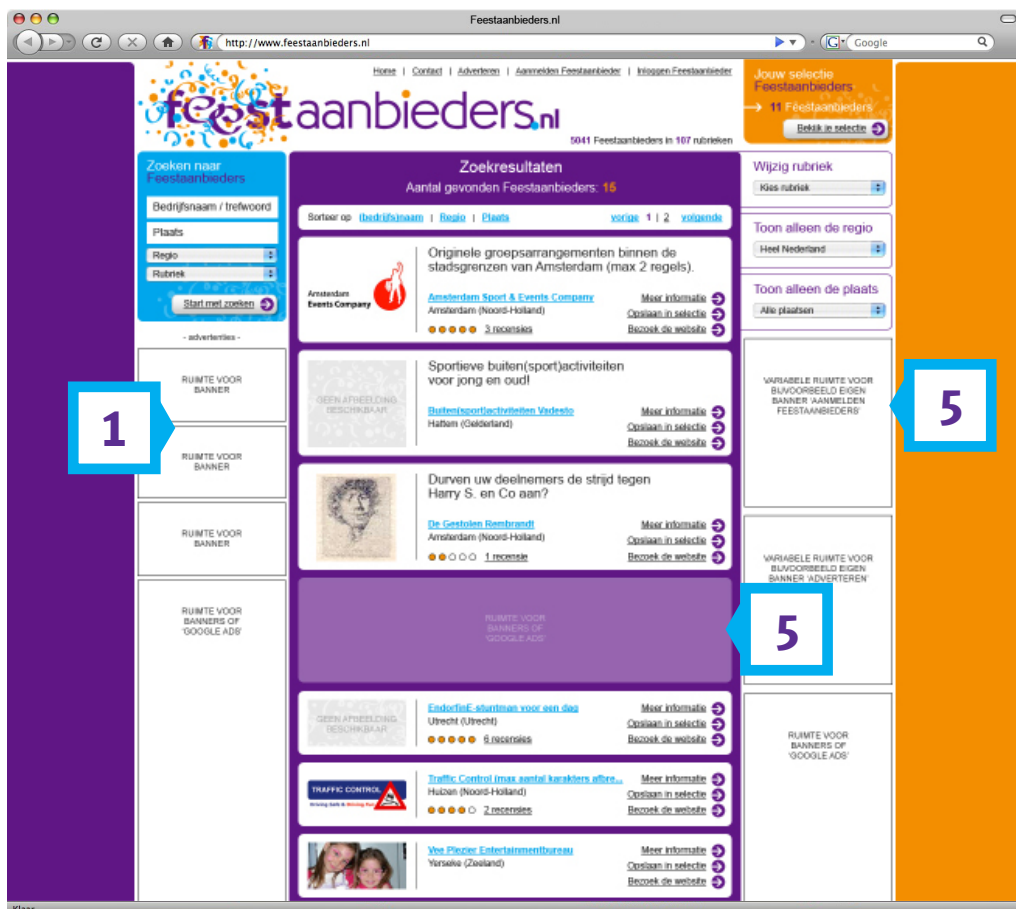 Feestaanbieders.nl
http://www.feestaanbieders.nl
Google
Home | Contact | Adverteren | Aanmelden Feestaanbieder | Inloggen Feestaanbieder
feestaanbieders.nl
5041 Feestaanbieders in 107 rubrieken
Jouw selectie
Feestaanbieders
11 Feestaanbieders
Bekijk je selectie
Zoeken naar
Feestaanbieders
Bedrijfsnaam / trefwoord
Plaats
Regio
Rubriek
Start met zoeken
- advertenties -
RUIMTE VOOR
BANNER
1
RUIMTE VOOR
BANNER
RUIMTE VOOR
BANNER
RUIMTE VOOR
BANNERS OF
'GOOGLE ADS'
Zoekresultaten
Aantal gevonden Feestaanbieders: 15
Sorteer op (bedrijfs)naam | Regio | Plaats
vorige 1 | 2 volgende
Amsterdam
Events Company
Originele groepsarrangementen binnen de
stadsgrenzen van Amsterdam (max 2 regels).
Amsterdam Sport & Events Company
Amsterdam (Noord-Holland)
3 recensies
Meer informatie
Opslaan in selectie
Bezoek de website
GEEN AFBEELDING
BESCHIKBAAR
Sportieve buiten(sport)activiteiten
voor jong en oud!
Buiten(sport)activiteiten Vadesto
Hattem (Gelderland)
Meer informatie
Opslaan in selectie
Bezoek de website
Durven uw deelnemers de strijd tegen
Harry S. en Co aan?
De Gestolen Rembrandt
Amsterdam (Noord-Holland)
1 recensie
Meer informatie
Opslaan in selectie
Bezoek de website
RUIMTE VOOR
BANNERS OF
'GOOGLE ADS'
5
GEEN AFBEELDING
BESCHIKBAAR
EndorfinE-stuntman voor een dag
Utrecht (Utrecht)
6 recensies
Meer informatie
Opslaan in selectie
Bezoek de website
TRAFFIC CONTROL
Traffic Control (max aantal karakters afbre...
Huizen (Noord-Holland)
2 recensies
Meer informatie
Opslaan in selectie
Bezoek de website
Vee Plezier Entertainmentbureau
Yerseke (Zeeland)
Meer informatie
Opslaan in selectie
Bezoek de website
Wijzig rubriek
Kies rubriek
Toon alleen de regio
Heel Nederland
Toon alleen de plaats
Alle plaatsen
VARIABELE RUIMTE VOOR
BIJVOORBEELD EIGEN
BANNER 'AANMELDEN
FEESTAANBIEDERS'
5
VARIABELE RUIMTE VOOR
BIJVOORBEELD EIGEN
BANNER 'ADVERTEREN'
RUIMTE VOOR
BANNERS OF
'GOOGLE ADS'